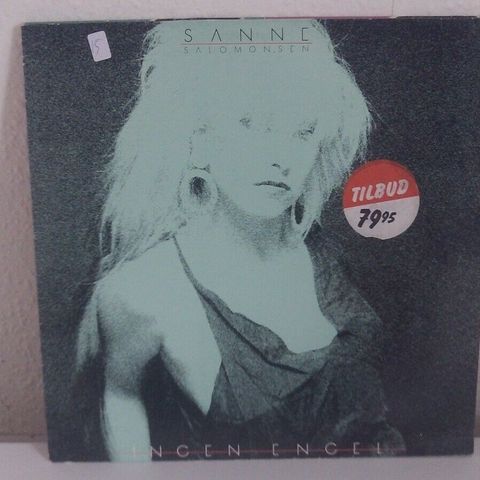 SANNE
SALOMONSEN
5
TILBUD
79.95
INGEN ENGEL